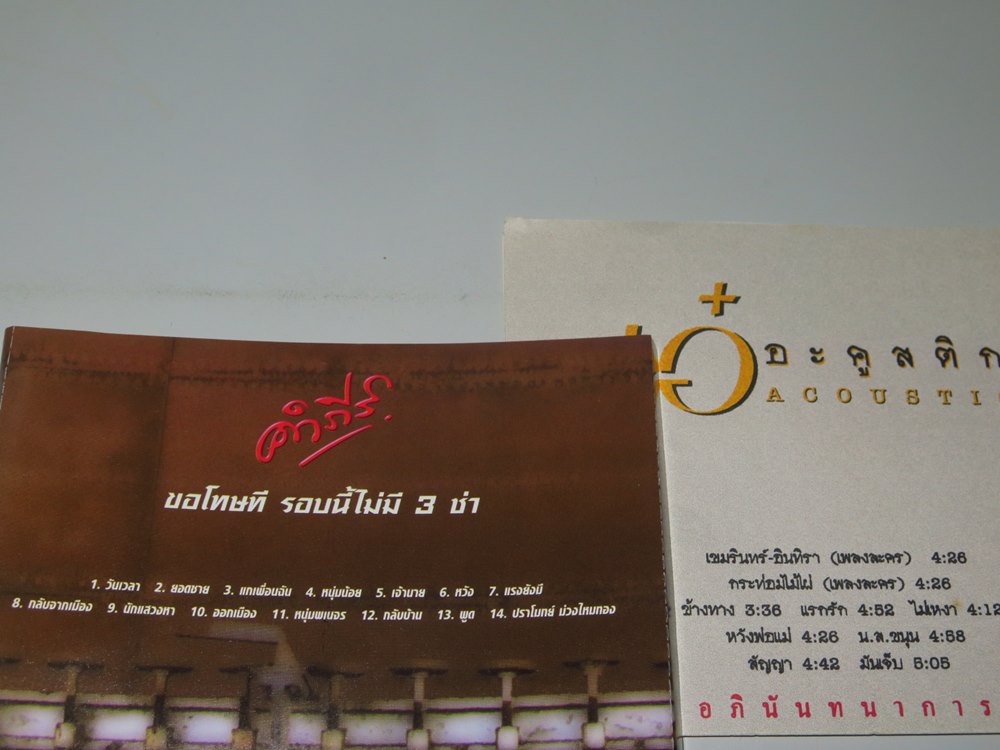 คำภีร์
ขอโทษที รอบนี้ไม่มี 3 ช่า
1. วันเวลา 2. ยอดชาย 3. แกเพื่อนฉัน 4. หนุ่มน้อย 5. เจ้านาย 6. หวัง 7. แรงยังมี
8. กลับจากเมือง 9. นักแสวงหา 10. ออกเมือง 11. หนุ่มพเนจร 12. กลับบ้าน 13. พูด 14. ปราโมทย์ ม่วงไหมทอง
อะคูสติก
ACOUSTI
เขมรินทร์-อินทิรา (เพลงละคร) 4:26
กระท่อมไม้ไผ่ (เพลงละคร) 4:26
ข้างทาง 3:36 แรกรัก 4:52 ไม่เหงา 4:12
หวังพ่อแม่ 4:26 น.ส.ขนุน 4:58
สัญญา 4:42 มันเจ็บ 5:05
อภินันทนาการ